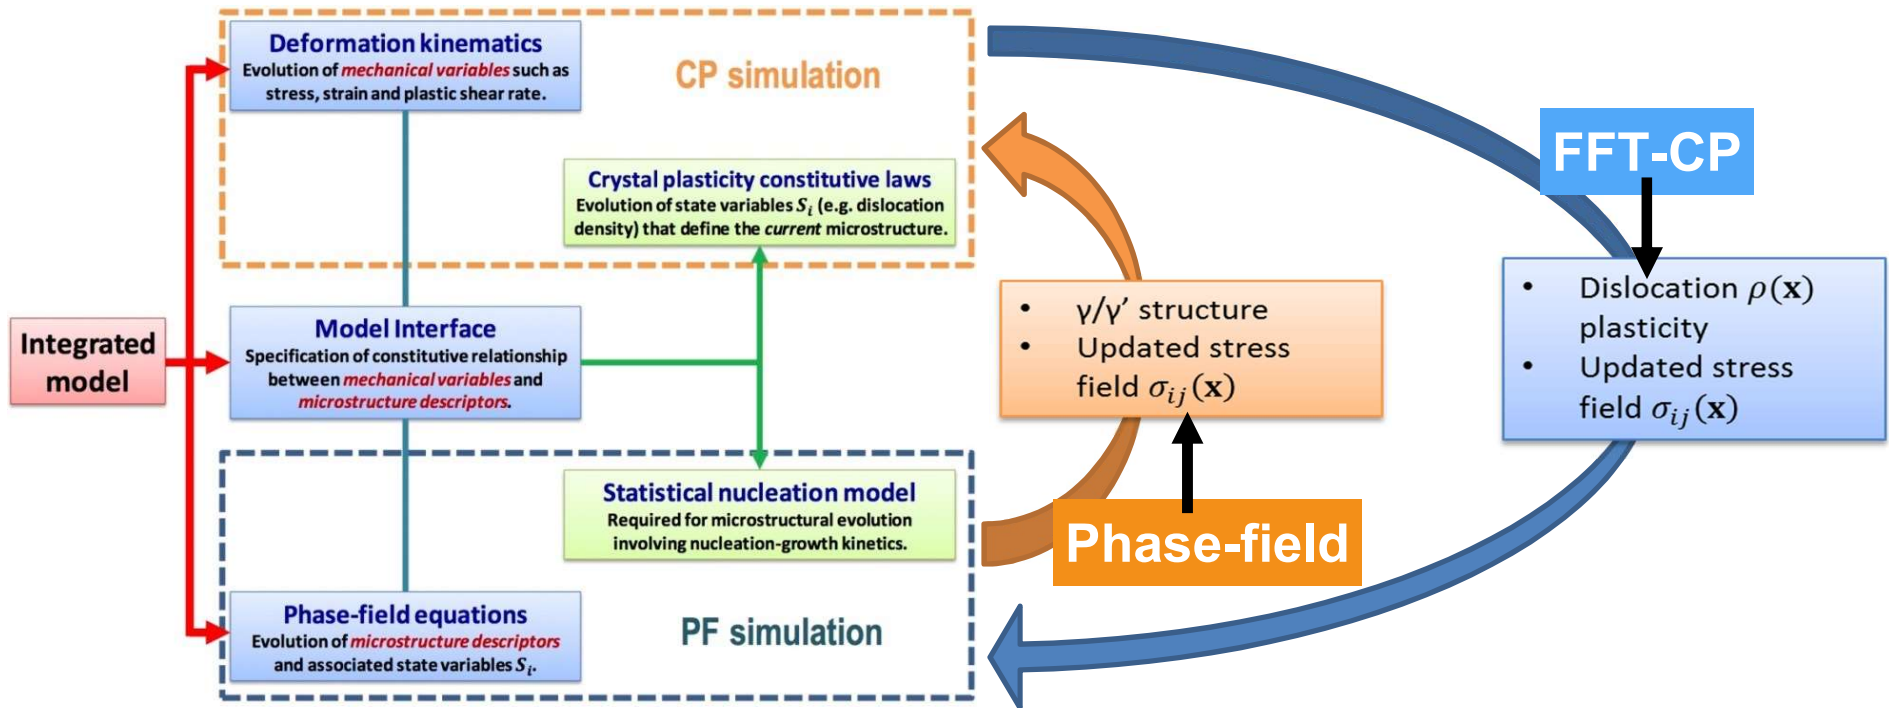 Deformation kinematics
Evolution of mechanical variables such as
stress, strain and plastic shear rate.
CP simulation
Crystal plasticity constitutive laws
Evolution of state variables Sᵢ (e.g. dislocation
density) that define the current microstructure.
Integrated
model
Model Interface
Specification of constitutive relationship
between mechanical variables and
microstructure descriptors.
Statistical nucleation model
Required for microstructural evolution
involving nucleation-growth kinetics.
Phase-field equations
Evolution of microstructure descriptors
and associated state variables Sᵢ.
PF simulation
• γ/γ’ structure
• Updated stress
field σᵢⱼ(x)
Phase-field
FFT-CP
• Dislocation ρ(x)
plasticity
• Updated stress
field σᵢⱼ(x)